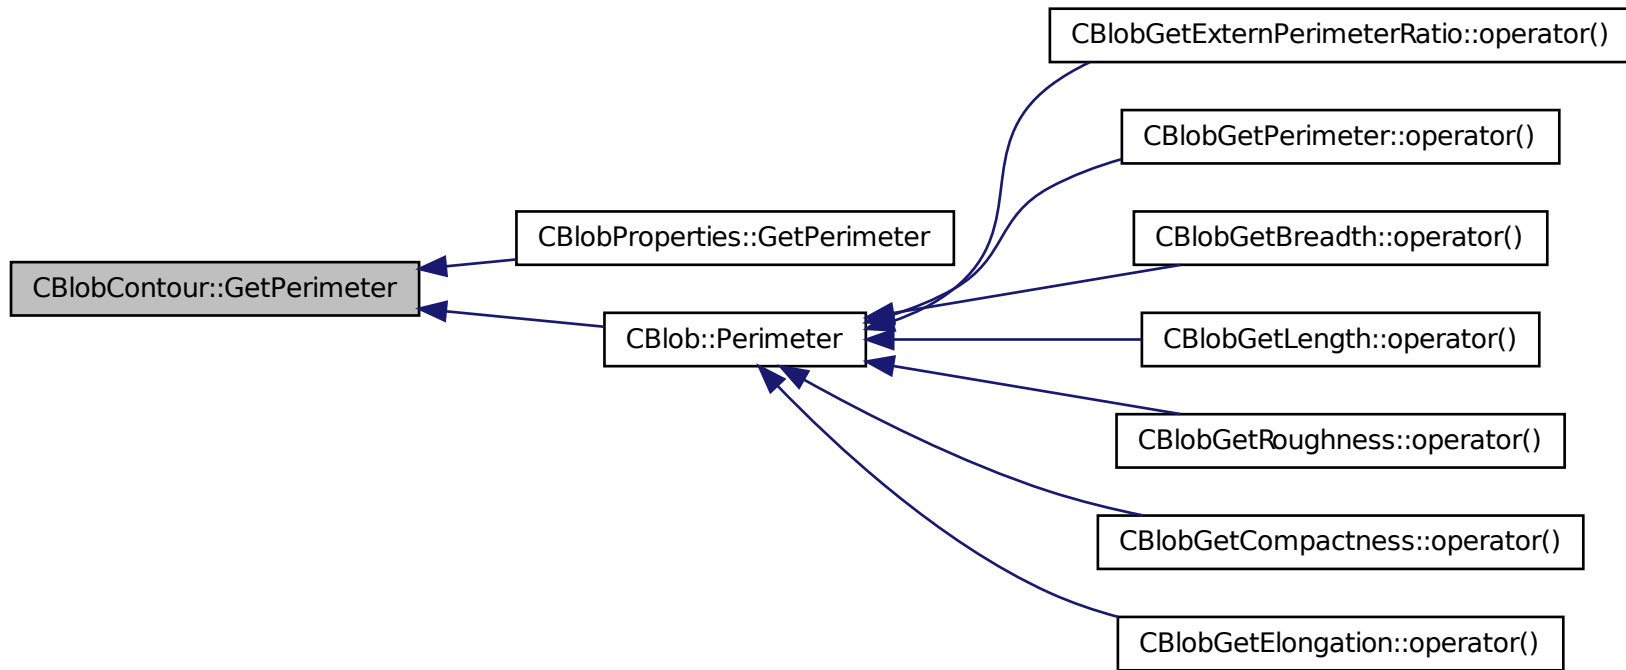 CBlobGetExternPerimeterRatio::operator()
CBlobGetPerimeter::operator()
CBlobProperties::GetPerimeter
CBlobGetBreadth::operator()
CBlobContour::GetPerimeter
CBlob::Perimeter
CBlobGetLength::operator()
CBlobGetRoughness::operator()
CBlobGetCompactness::operator()
CBlobGetElongation::operator()